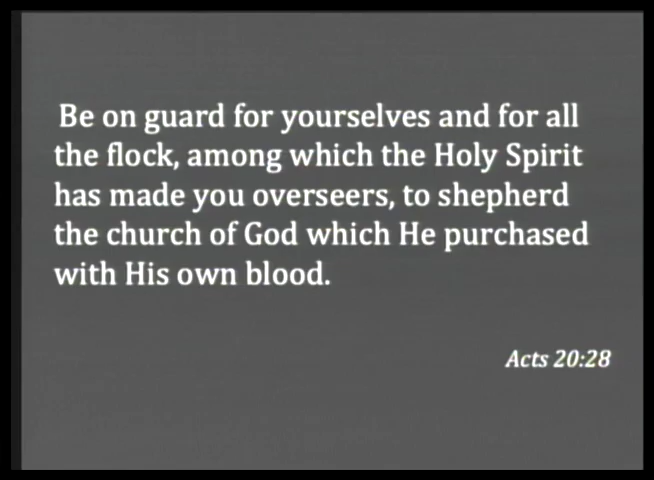 Be on guard for yourselves and for all
the flock, among which the Holy Spirit
has made you overseers, to shepherd
the church of God which He purchased
with His own blood.
Acts 20:28